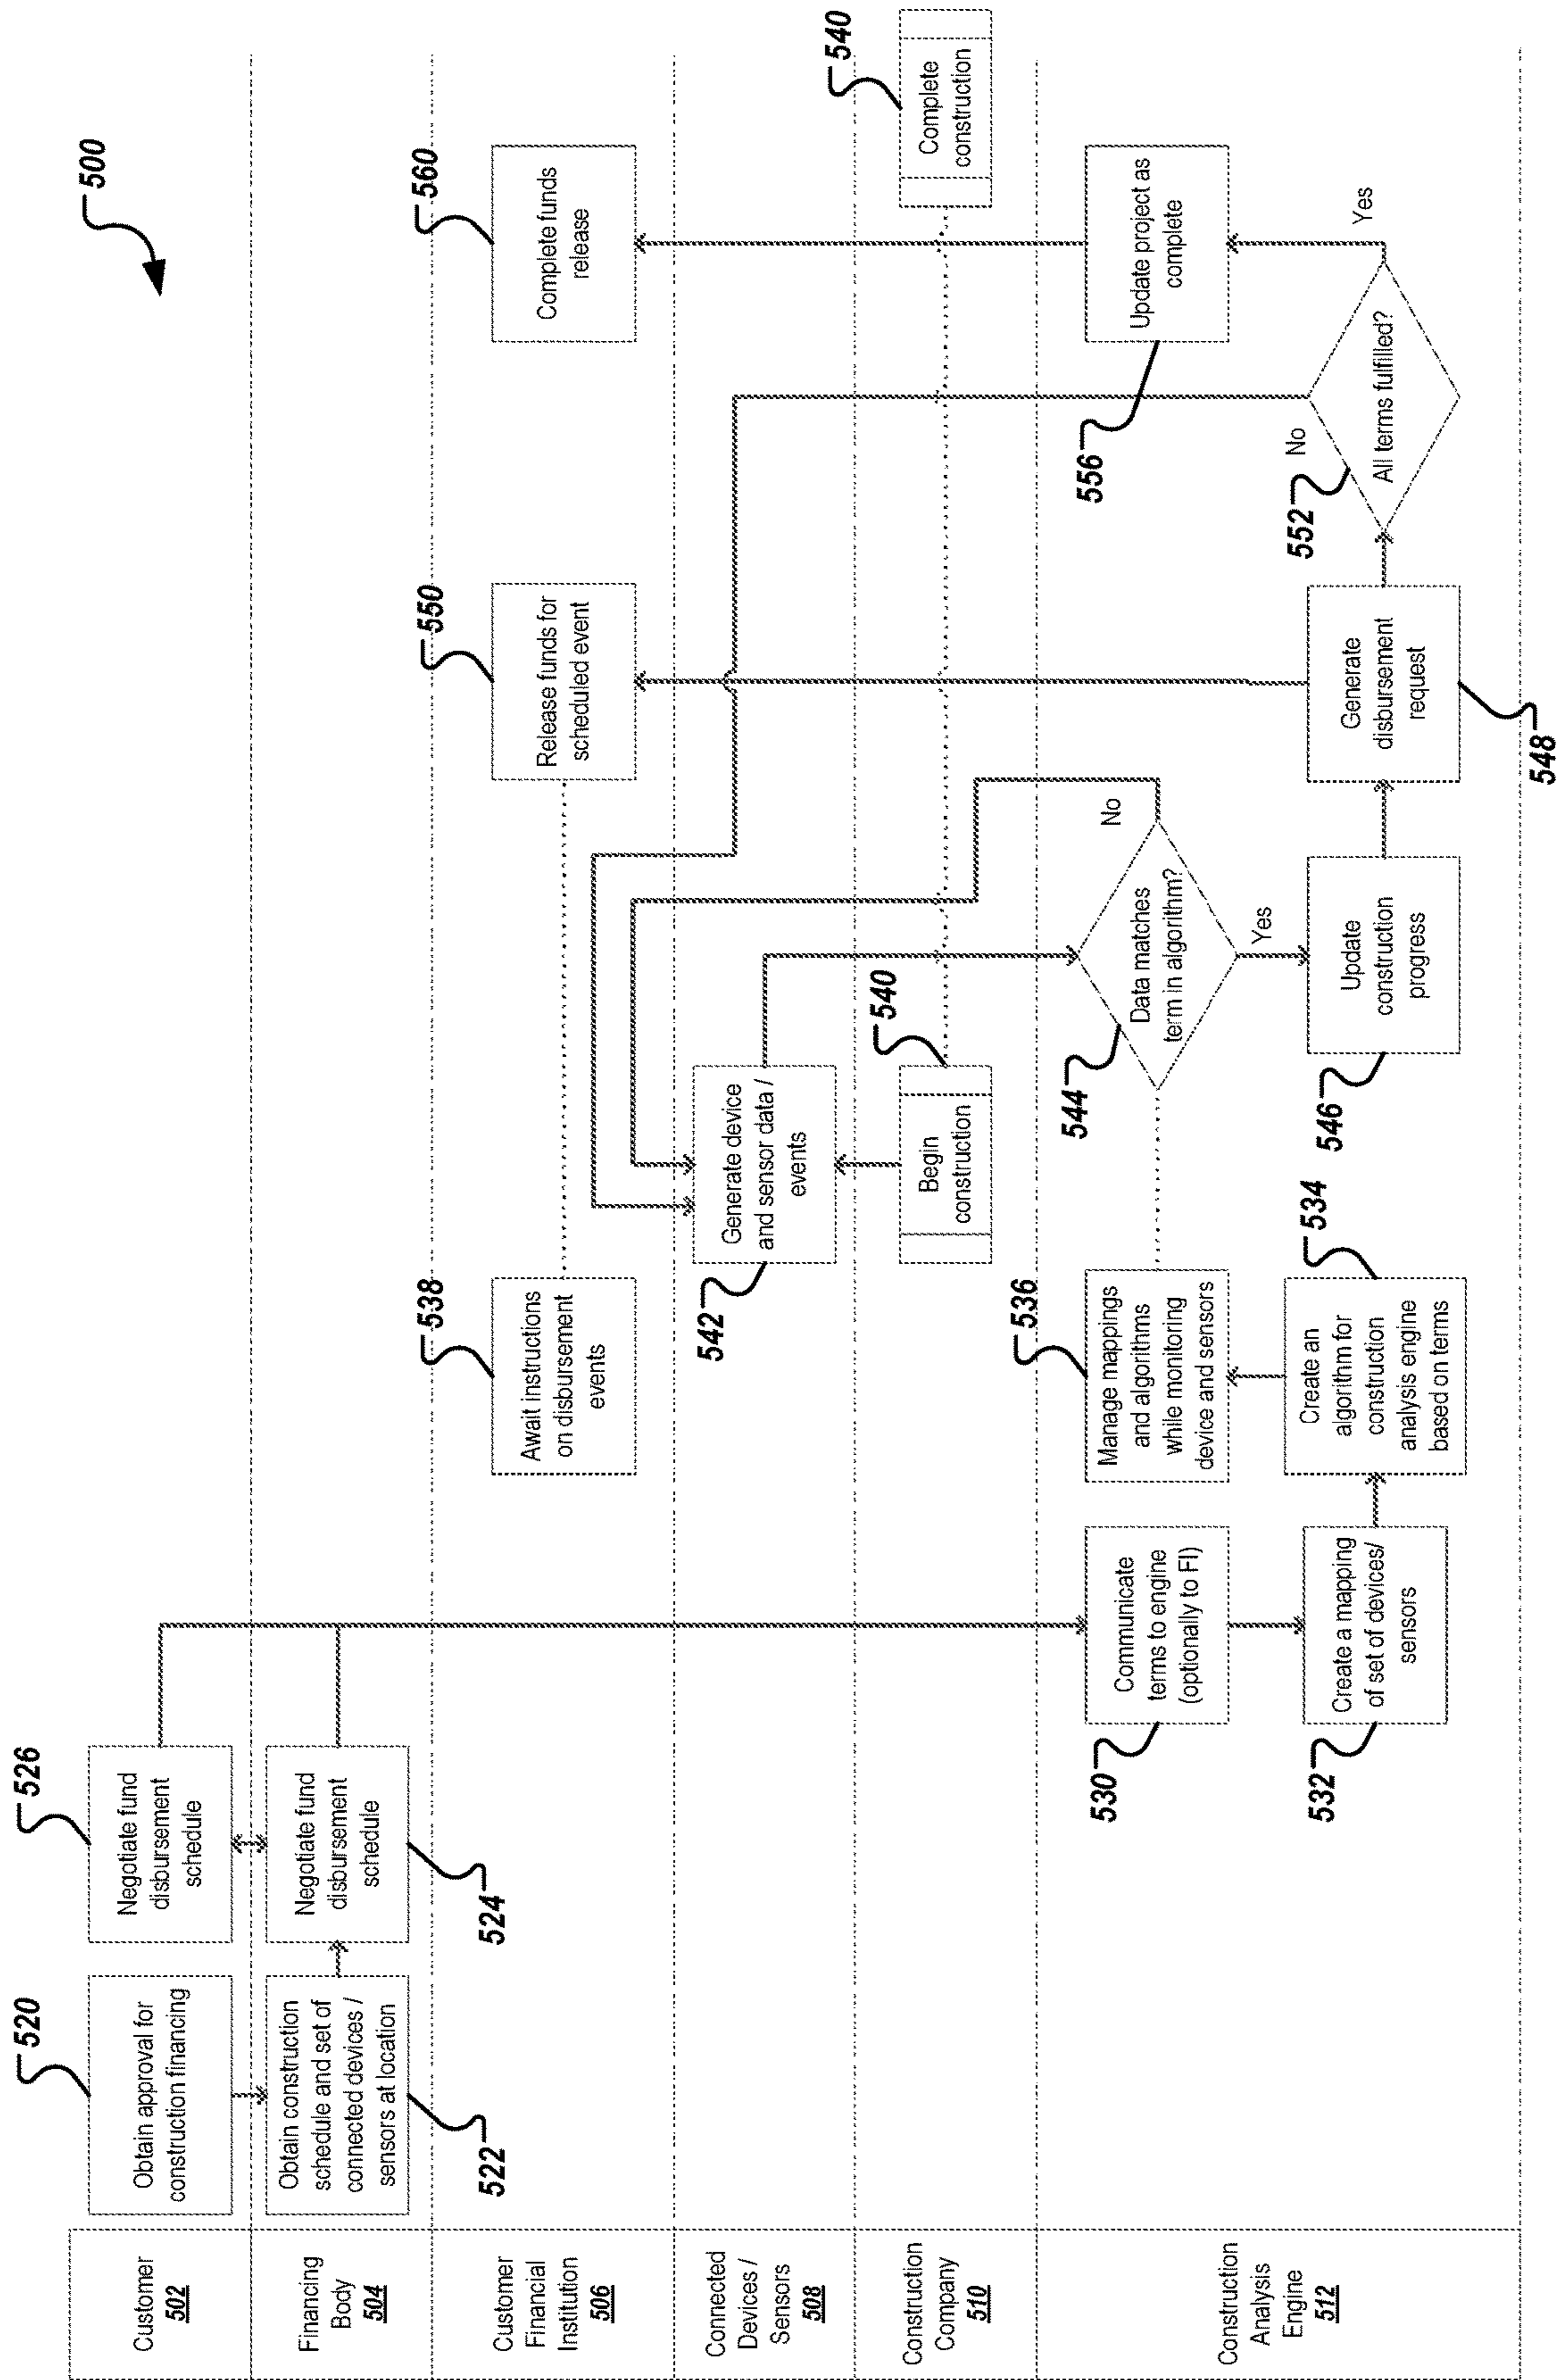 500
Customer
502
520
Obtain approval for
construction financing
526
Negotiate fund
disbursement
schedule
Financing
Body
504
Obtain construction
schedule and set of
connected devices /
sensors at location
522
Negotiate fund
disbursement
schedule
524
Customer
Financial
Institution
506
538
Await instructions
on disbursement
events
550
Release funds for
scheduled event
560
Complete funds
release
Connected
Devices /
Sensors
508
542
Generate device
and sensor data /
events
Construction
Company
510
Begin
construction
540
Complete
construction
540
Construction
Analysis
Engine
512
530
Communicate
terms to engine
(optionally to FI)
532
Create a mapping
of set of devices/
sensors
534
Create an
algorithm for
construction
analysis engine
based on terms
536
Manage mappings
and algorithms
while monitoring
device and sensors
544
Data matches
term in algorithm?
No
Yes
546
Update
construction
progress
Generate
disbursement
request
548
552
All terms fulfilled?
No
Yes
556
Update project as
complete